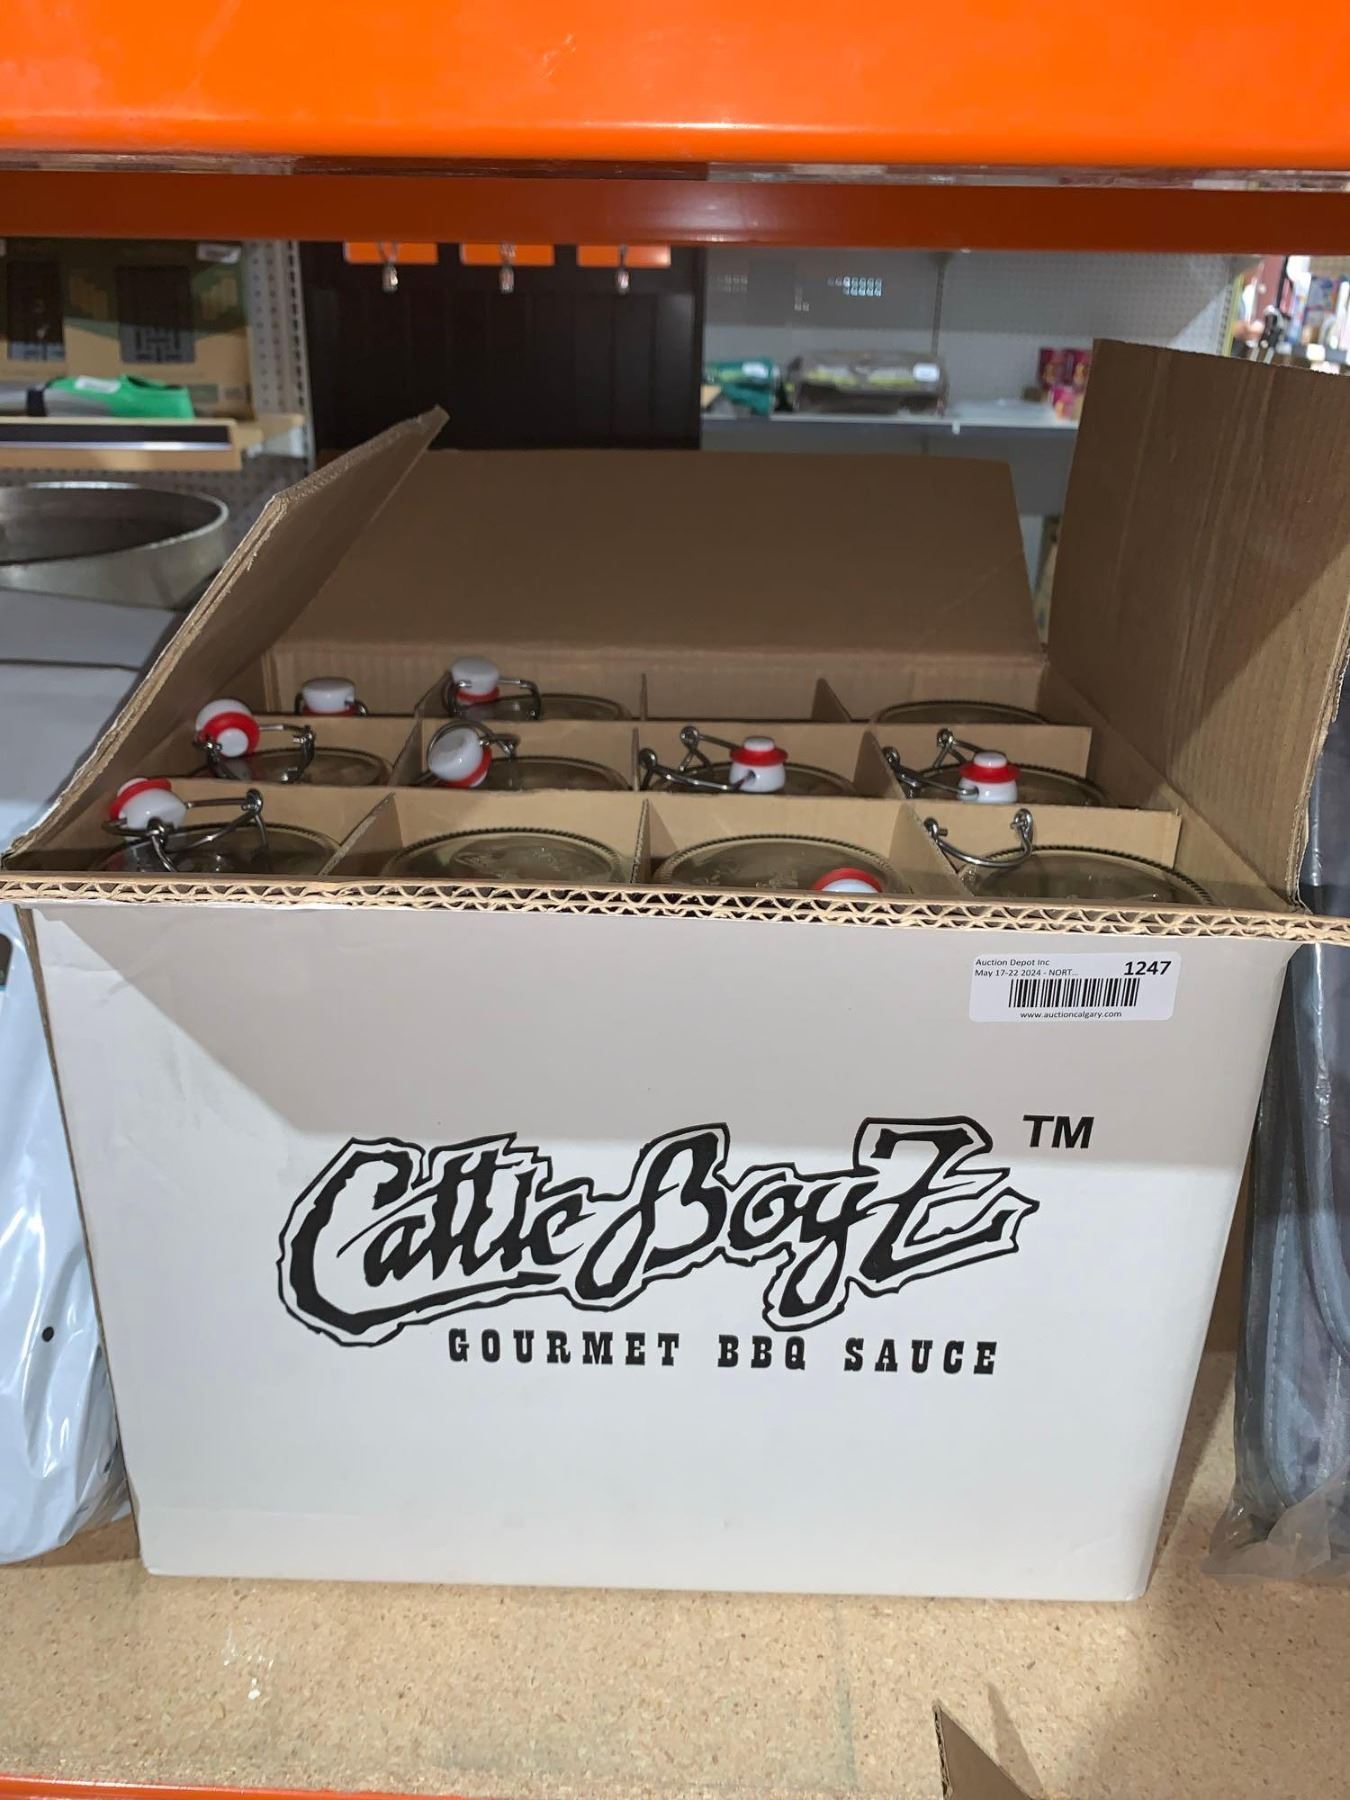 Auction Depot Inc
May 17-22 2024 - NORT... 1247
www.auctioncalgary.com
Cattle BoyZ TM
GOURMET BBQ SAUCE